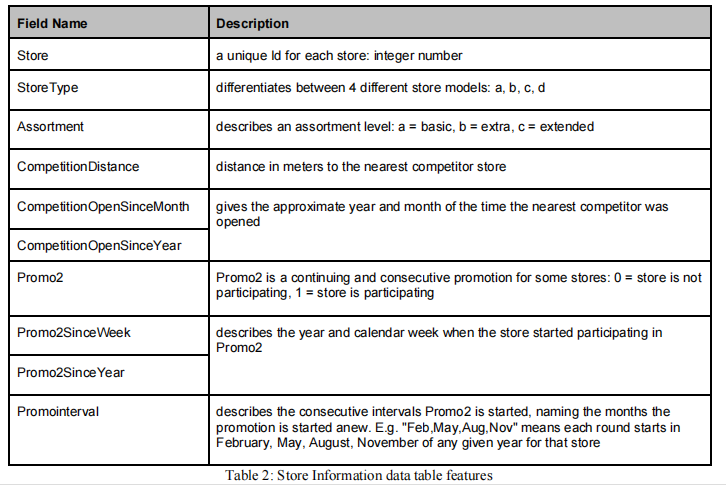 Field Name Description
Store a unique Id for each store: integer number
StoreType differentiates between 4 different store models: a, b, c, d
Assortment describes an assortment level: a = basic, b = extra, c = extended
CompetitionDistance distance in meters to the nearest competitor store
CompetitionOpenSinceMonth gives the approximate year and month of the time the nearest competitor was
opened
CompetitionOpenSinceYear
Promo2 Promo2 is a continuing and consecutive promotion for some stores: 0 = store is not
participating, 1 = store is participating
Promo2SinceWeek describes the year and calendar week when the store started participating in
Promo2
Promo2SinceYear
Promointerval describes the consecutive intervals Promo2 is started, naming the months the
promotion is started anew. E.g. "Feb,May,Aug,Nov" means each round starts in
February, May, August, November of any given year for that store
Table 2: Store Information data table features